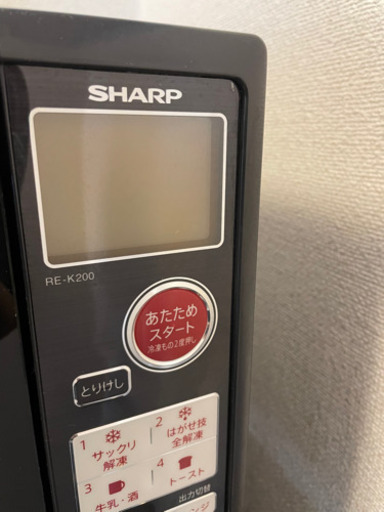 SHARP
RE-K200
あたため
スタート
冷凍もの2度押し
とりけし
1
サックリ
解凍
2
はがせ技
全解凍
3
牛乳・酒
4
トースト
出力切替